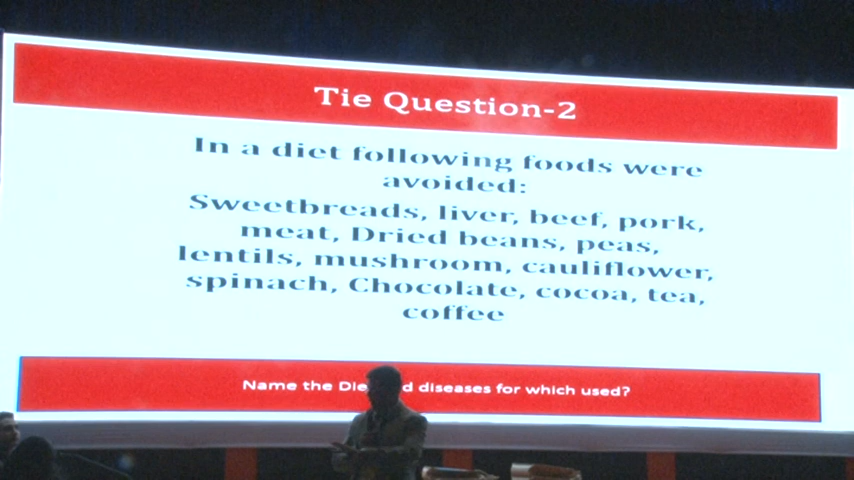 Tie Question-2
In a diet following foods were
avoided:
Sweetbreads, liver, beef, pork,
meat, Dried beans, peas,
lentils, mushroom, cauliflower,
spinach, Chocolate, cocoa, tea,
coffee
Name the Die d diseases for which used?